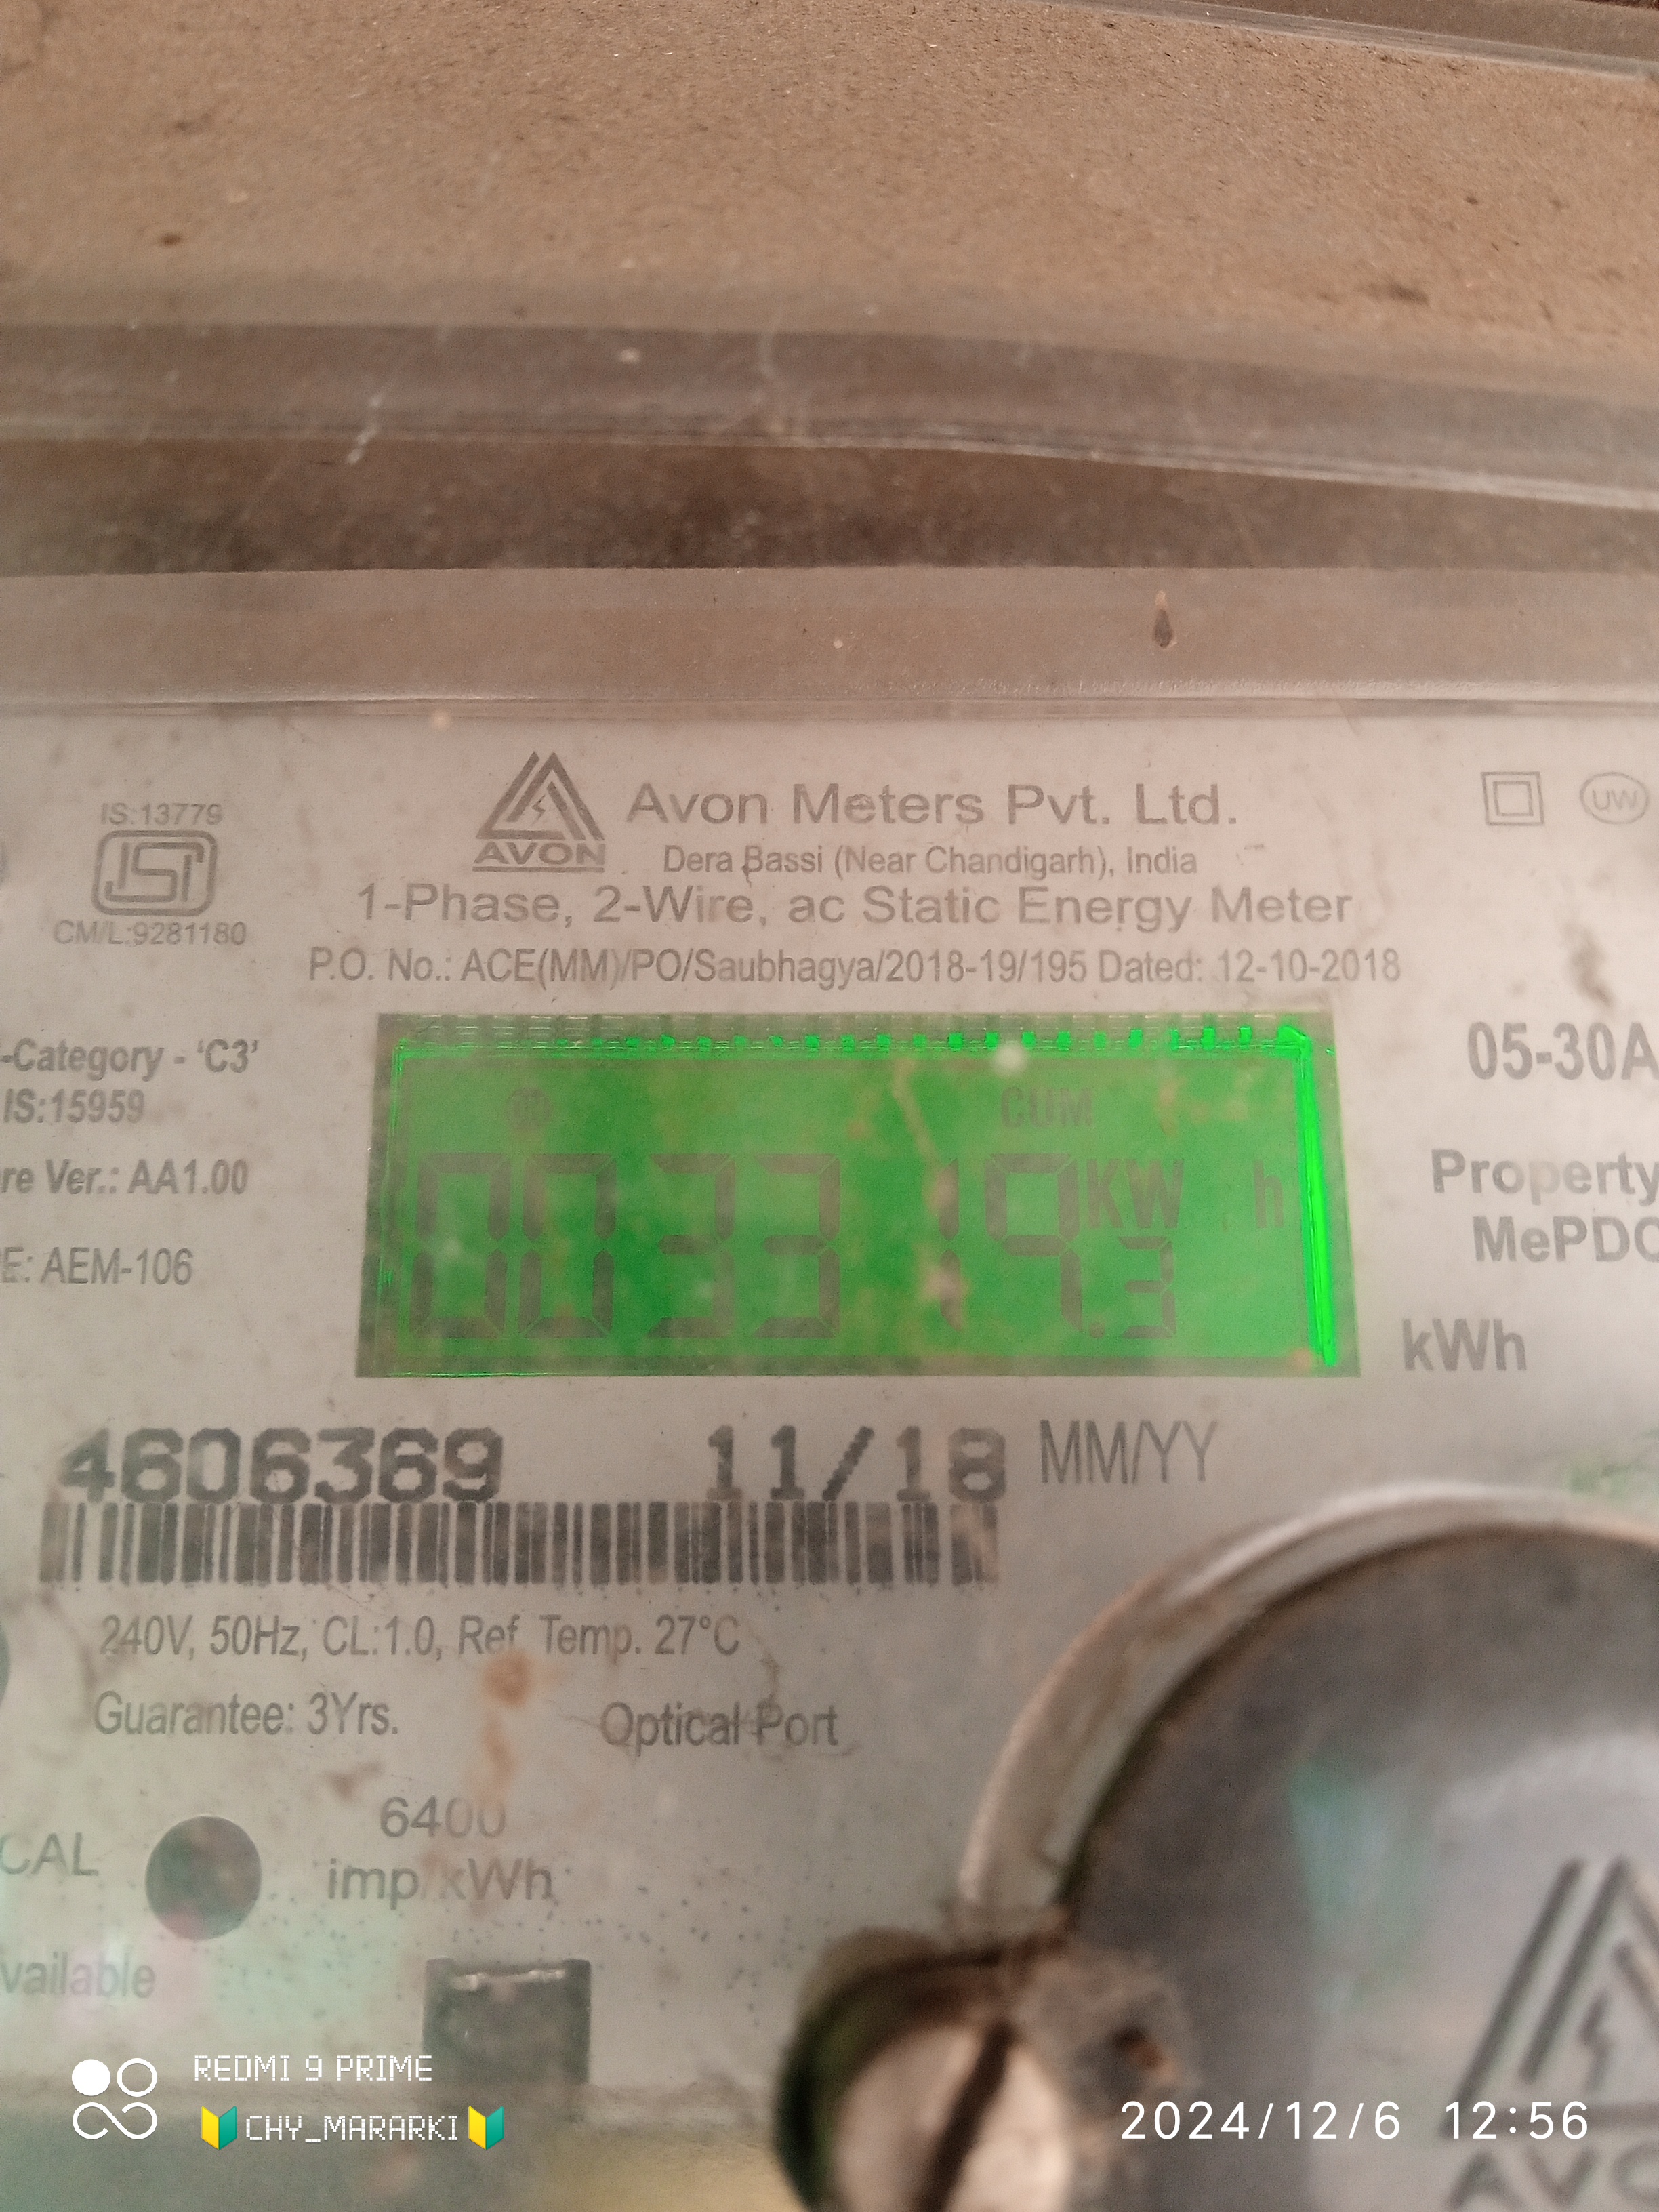 IS:13779
CM/L:9281180
AVON
Avon Meters Pvt. Ltd.
Dera Bassi (Near Chandigarh), India
UW
1-Phase, 2-Wire, ac Static Energy Meter
P.O. No.: ACE(MM)/PO/Saubhagya/2018-19/195 Dated: 12-10-2018
-Category - 'C3'
IS:15959
re Ver.: AA1.00
E: AEM-106
CUM
003319.3 KW h
05-30A
Property
MePDC
kWh
4606369 11/18 MM/YY
240V, 50Hz, CL:1.0, Ref. Temp. 27°C
Guarantee: 3Yrs. Optical Port
CAL
6400
imp/kWh
vailable
AVO
REDMI 9 PRIME
🔰CHY_MARARKI🔰
2024/12/6 12:56